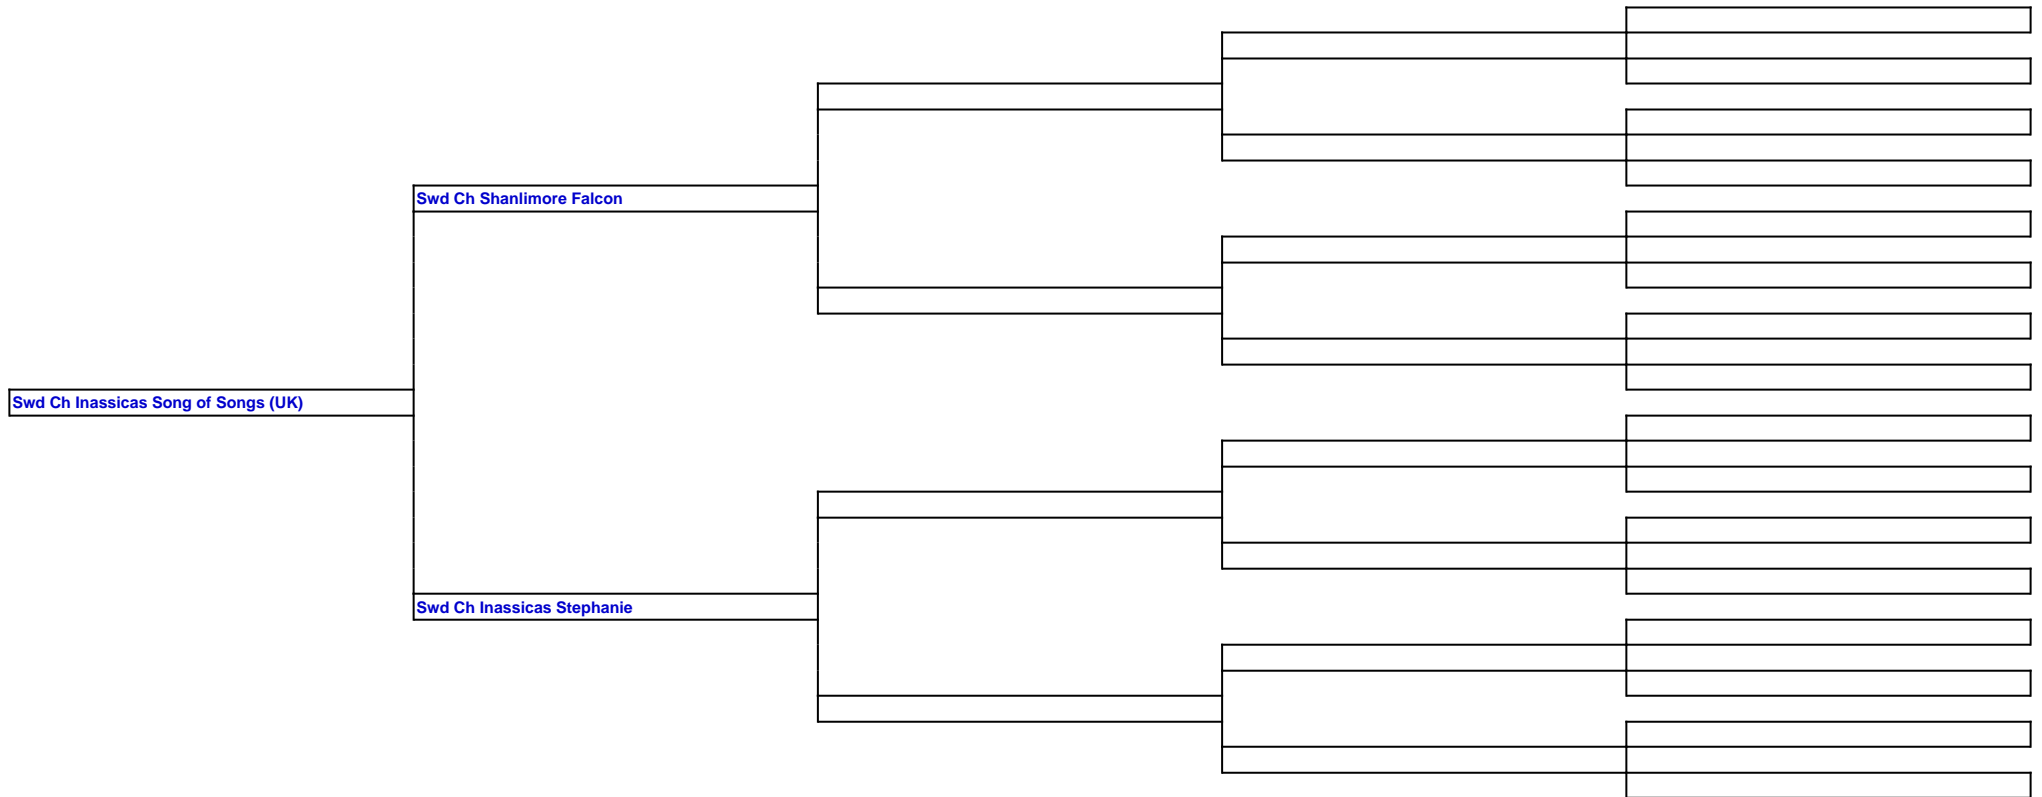 Swd Ch Shanlimore Falcon
Swd Ch Inassicas Song of Songs (UK)
Swd Ch Inassicas Stephanie